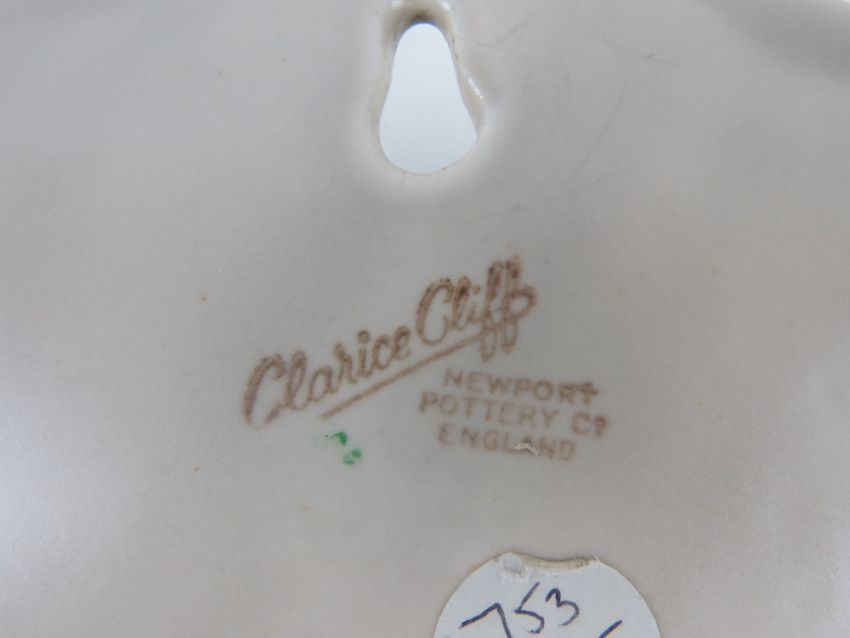 Clarice Cliff
NEWPORT
POTTERY Co
ENGLAND
753